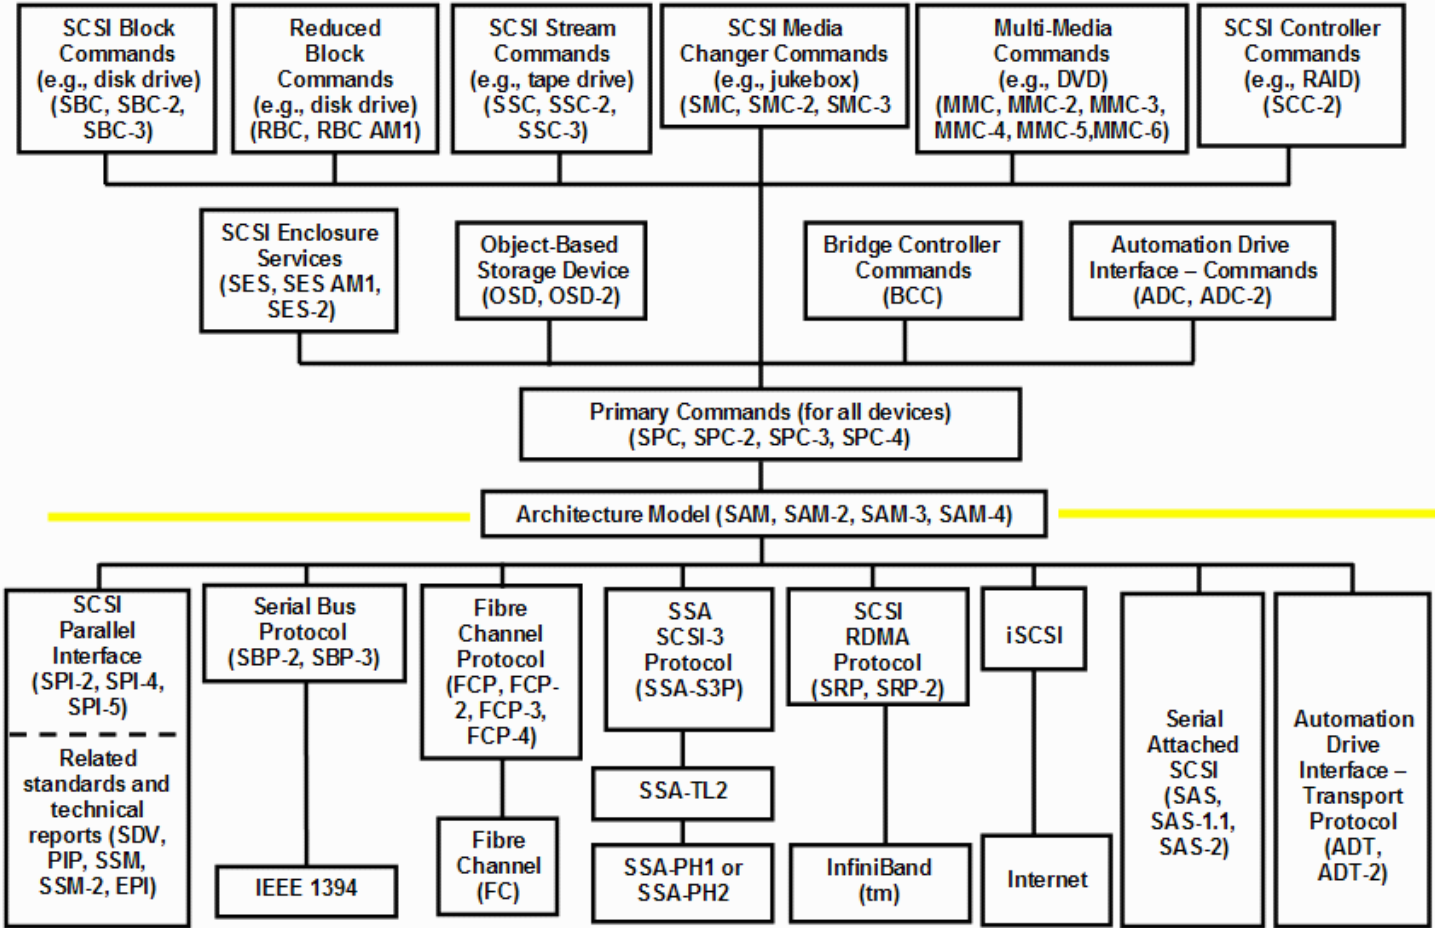 SCSI Block
Commands
(e.g., disk drive)
(SBC, SBC-2,
SBC-3)
Reduced
Block
Commands
(e.g., disk drive)
(RBC, RBC AM1)
SCSI Stream
Commands
(e.g., tape drive)
(SSC, SSC-2,
SSC-3)
SCSI Media
Changer Commands
(e.g., jukebox)
(SMC, SMC-2, SMC-3
Multi-Media
Commands
(e.g., DVD)
(MMC, MMC-2, MMC-3,
MMC-4, MMC-5,MMC-6)
SCSI Controller
Commands
(e.g., RAID)
(SCC-2)
SCSI Enclosure
Services
(SES, SES AM1,
SES-2)
Object-Based
Storage Device
(OSD, OSD-2)
Bridge Controller
Commands
(BCC)
Automation Drive
Interface – Commands
(ADC, ADC-2)
Primary Commands (for all devices)
(SPC, SPC-2, SPC-3, SPC-4)
Architecture Model (SAM, SAM-2, SAM-3, SAM-4)
SCSI
Parallel
Interface
(SPI-2, SPI-4,
SPI-5)
Related
standards and
technical
reports (SDV,
PIP, SSM,
SSM-2, EPI)
Serial Bus
Protocol
(SBP-2, SBP-3)
IEEE 1394
Fibre
Channel
Protocol
(FCP, FCP-
2, FCP-3,
FCP-4)
Fibre
Channel
(FC)
SSA
SCSI-3
Protocol
(SSA-S3P)
SSA-TL2
SSA-PH1 or
SSA-PH2
SCSI
RDMA
Protocol
(SRP, SRP-2)
InfiniBand
(tm)
iSCSI
Internet
Serial
Attached
SCSI
(SAS,
SAS-1.1,
SAS-2)
Automation
Drive
Interface –
Transport
Protocol
(ADT,
ADT-2)